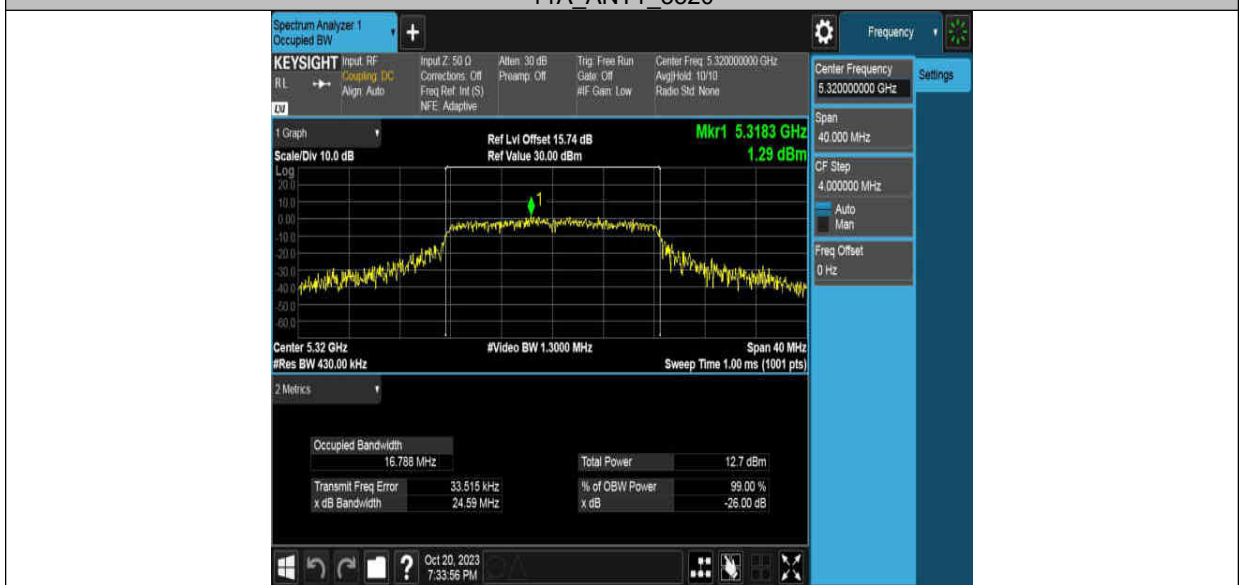 11A_ANT1_5320
Spectrum Analyzer 1
Occupied BW
+
Frequency
KEYSIGHT
RL
LXI
Input: RF
Coupling: DC
Align: Auto
Input Z: 50 Ω
Corrections: Off
Freq Ref: Int (S)
NFE: Adaptive
Atten: 30 dB
Preamp: Off
Trig: Free Run
Gate: Off
#IF Gain: Low
Center Freq: 5.320000000 GHz
Avg|Hold: 10/10
Radio Std: None
Center Frequency
5.320000000 GHz
Settings
Span
40.000 MHz
CF Step
4.000000 MHz
Auto
Man
Freq Offset
0 Hz
1 Graph
Scale/Div 10.0 dB
Ref Lvl Offset 15.74 dB
Ref Value 30.00 dBm
Mkr1 5.3183 GHz
1.29 dBm
Log
20.0
10.0
0.00
-10.0
-20.0
-30.0
-40.0
-50.0
-60.0
1
Center 5.32 GHz
#Video BW 1.3000 MHz
Span 40 MHz
#Res BW 430.00 kHz
Sweep Time 1.00 ms (1001 pts)
2 Metrics
Occupied Bandwidth
16.788 MHz
Total Power 12.7 dBm
Transmit Freq Error 33.515 kHz
% of OBW Power 99.00 %
x dB Bandwidth 24.59 MHz
x dB -26.00 dB
?
Oct 20, 2023
7:33:56 PM